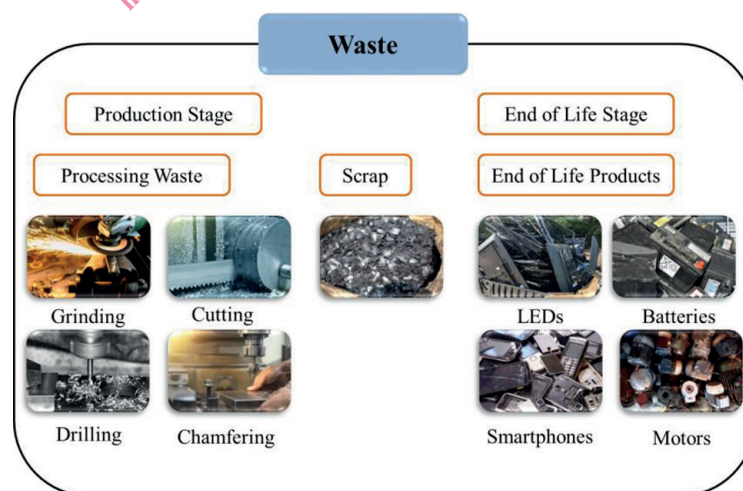 Waste
Production Stage
End of Life Stage
Processing Waste
Scrap
End of Life Products
Grinding
Cutting
LEDs
Batteries
Drilling
Chamfering
Smartphones
Motors